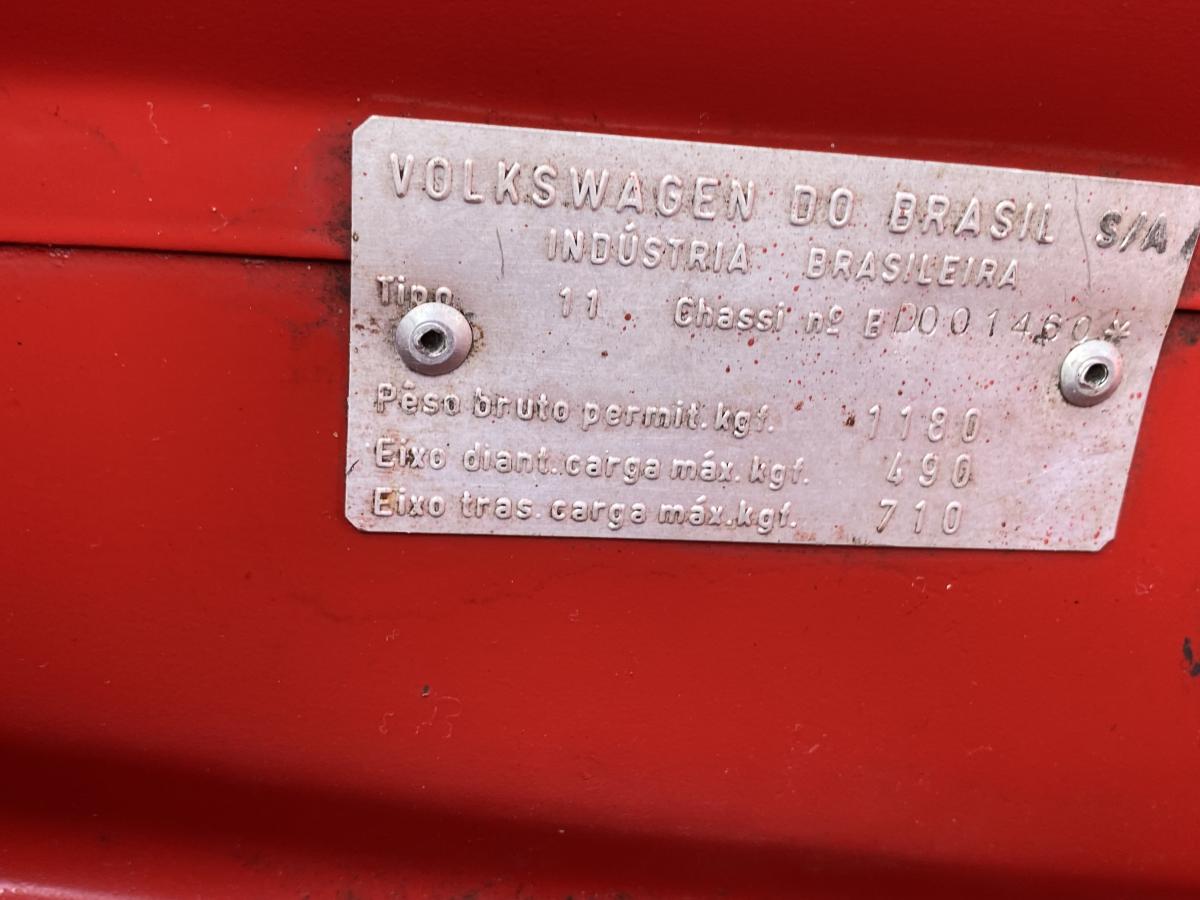 VOLKSWAGEN DO BRASIL S/A
INDÚSTRIA BRASILEIRA
Tipo 11 Chassi nº BD001460*
Pêso bruto permit.kgf. 1180
Eixo diant.carga máx.kgf. 490
Eixo tras.carga máx.kgf. 710